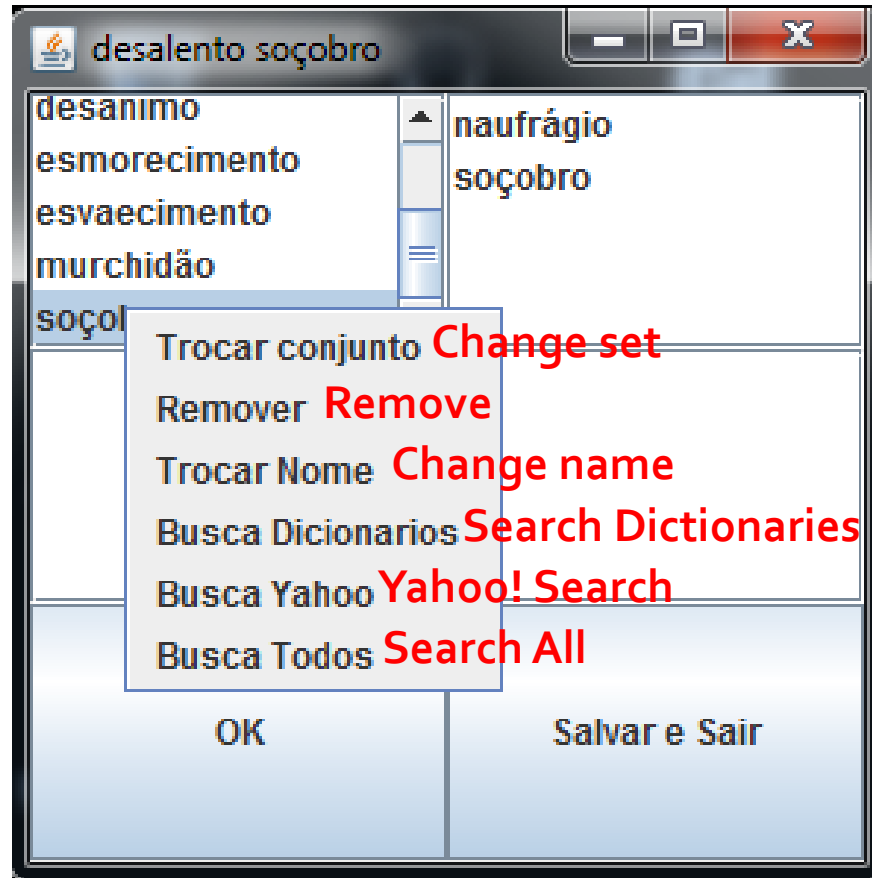 desalento soçobro
desânimo
esmorecimento
esvaecimento
murchidão
naufrágio
soçobro
Trocar conjunto Change set
Remover Remove
Trocar Nome Change name
Busca Dicionarios Search Dictionaries
Busca Yahoo Yahoo! Search
Busca Todos Search All
OK
Salvar e Sair